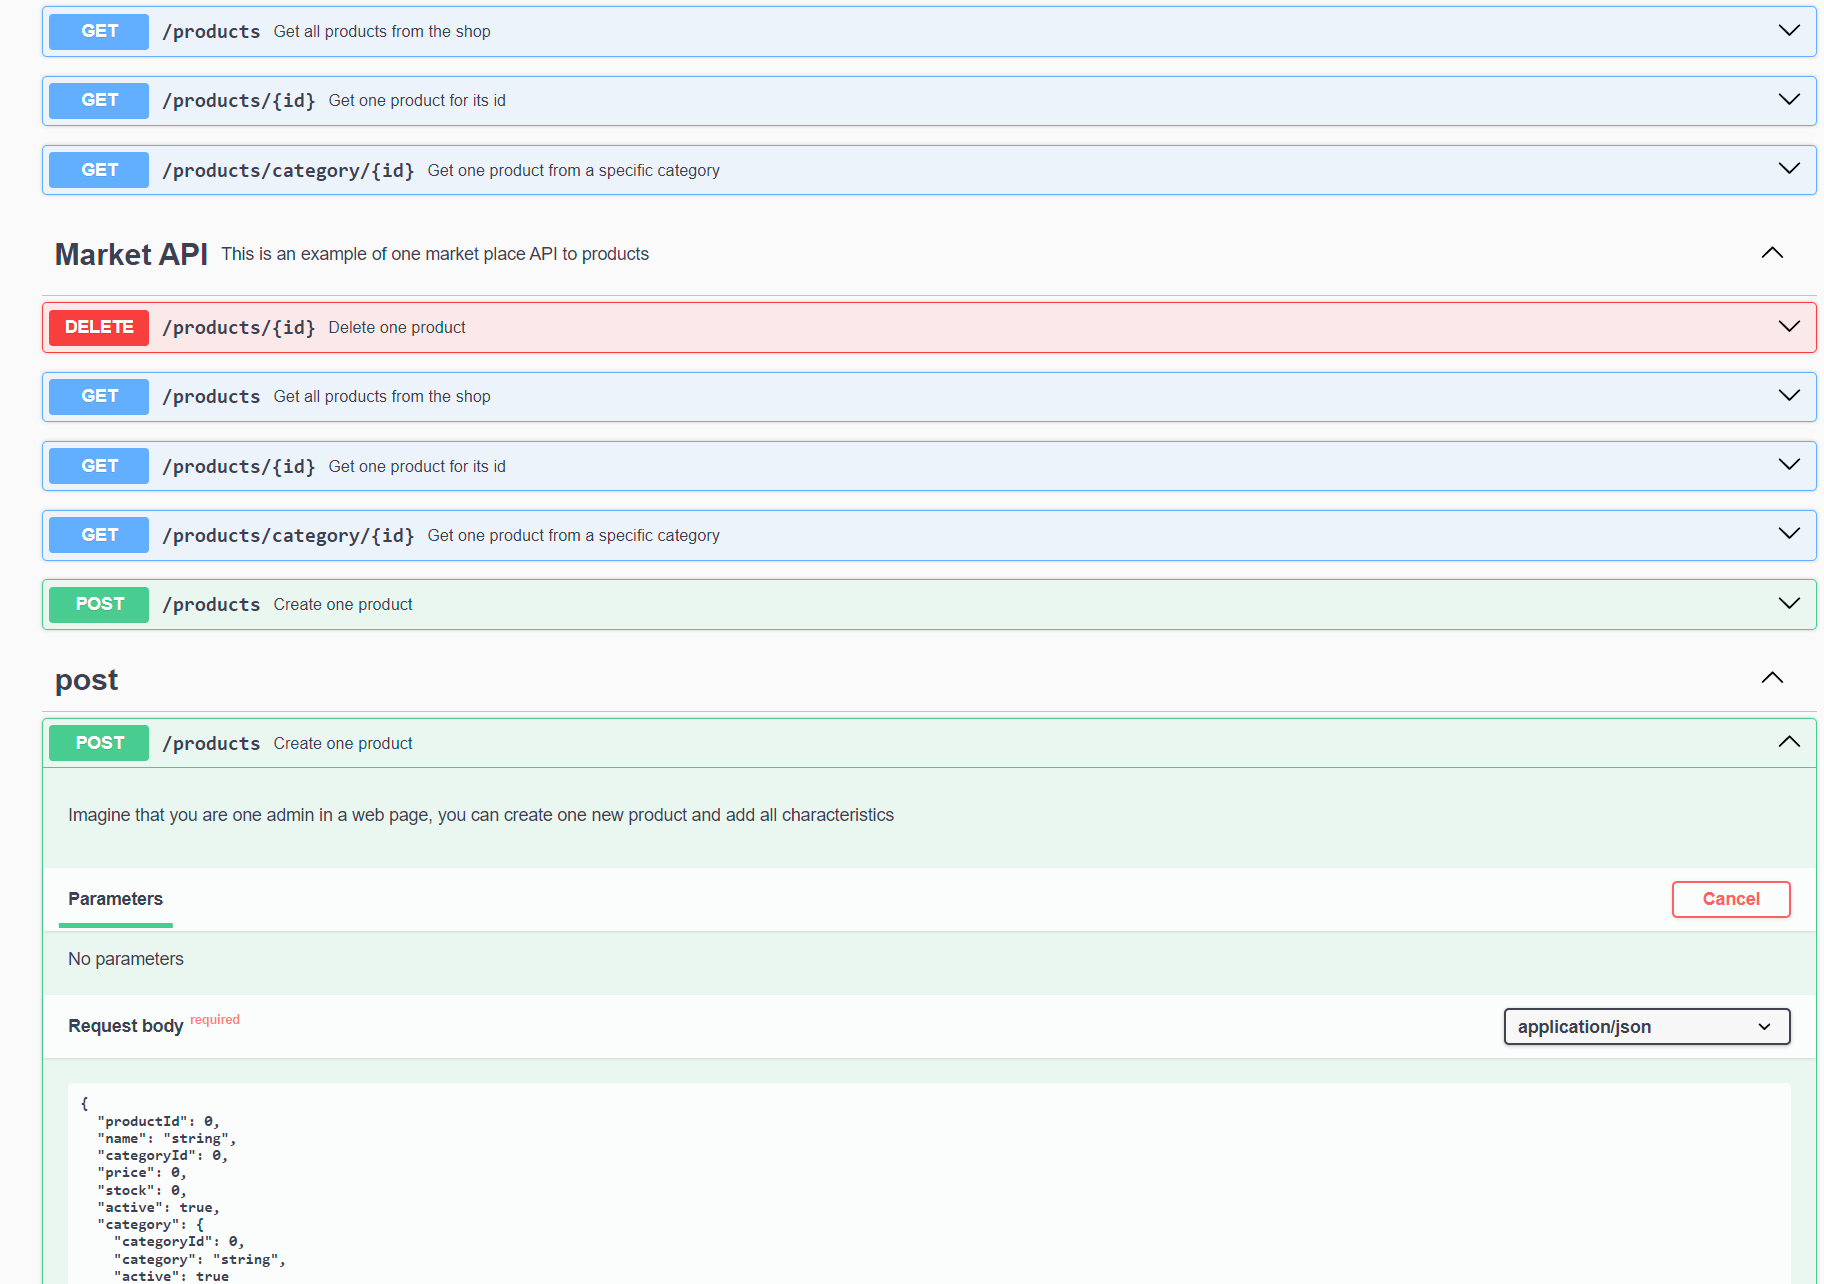 GET /products Get all products from the shop
GET /products/{id} Get one product for its id
GET /products/category/{id} Get one product from a specific category
Market API This is an example of one market place API to products
DELETE /products/{id} Delete one product
GET /products Get all products from the shop
GET /products/{id} Get one product for its id
GET /products/category/{id} Get one product from a specific category
POST /products Create one product
post
POST /products Create one product
Imagine that you are one admin in a web page, you can create one new product and add all characteristics
Parameters Cancel
No parameters
Request body required application/json
{
"productId": 0,
"name": "string",
"categoryId": 0,
"price": 0,
"stock": 0,
"active": true,
"category": {
"categoryId": 0,
"category": "string",
"active": true